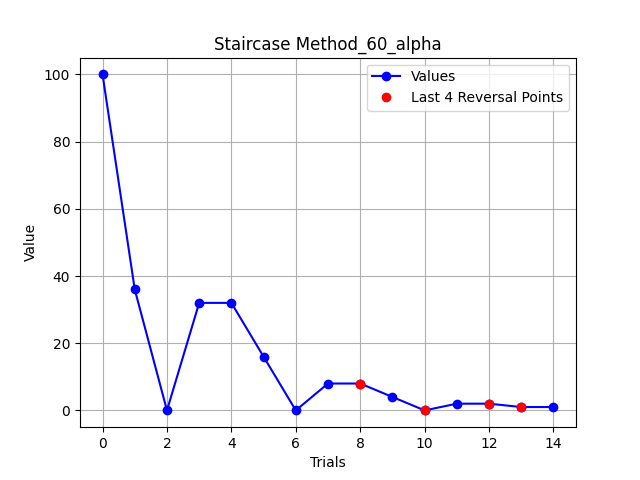 Staircase Method_60_alpha
Values
Last 4 Reversal Points
Value
100
80
60
40
20
0
0 2 4 6 8 10 12 14
Trials